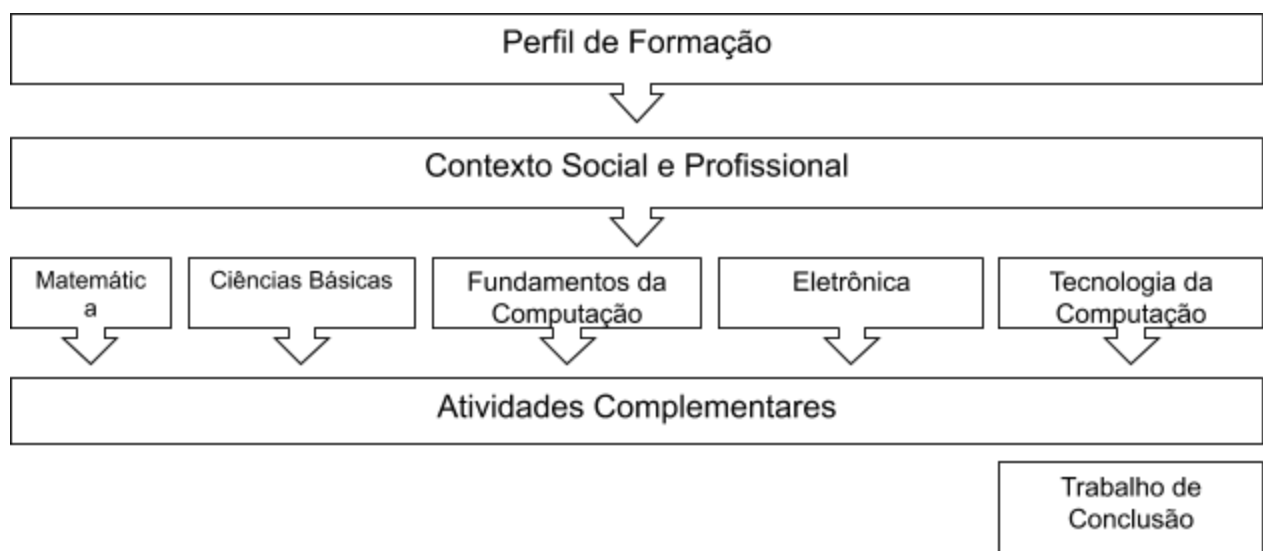 Perfil de Formação
Contexto Social e Profissional
Matemátic
a
Ciências Básicas
Fundamentos da
Computação
Eletrônica
Tecnologia da
Computação
Atividades Complementares
Trabalho de
Conclusão